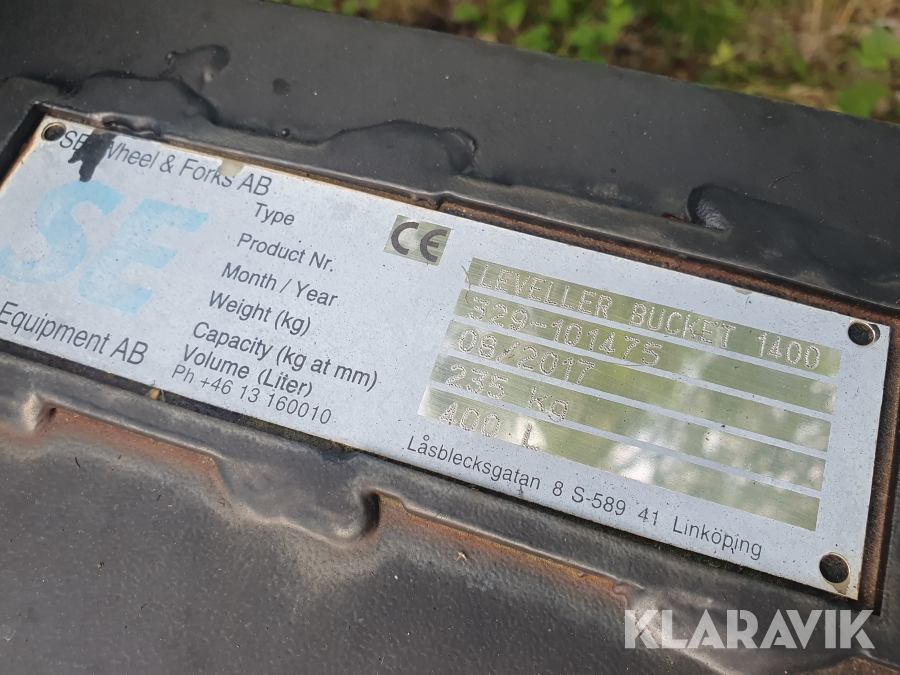 SE Wheel & Forks AB
SE
Equipment AB
CE
Type LEVELLER BUCKET 1400
Product Nr. 329-101475
Month / Year 08/2017
Weight (kg) 235 kg
Capacity (kg at mm)
Volume (Liter) 400 L
Ph +46 13 160010 Låsblecksgatan 8 S-589 41 Linköping
KLARAVIK